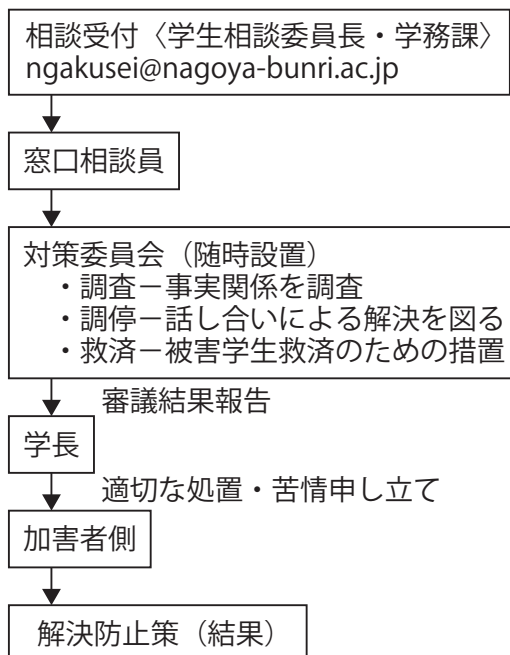 相談受付〈学生相談委員長・学務課〉
ngakusei@nagoya-bunri.ac.jp
窓口相談員
対策委員会（随時設置）
・調査－事実関係を調査
・調停－話し合いによる解決を図る
・救済－被害学生救済のための措置
審議結果報告
学長
適切な処置・苦情申し立て
加害者側
解決防止策（結果）